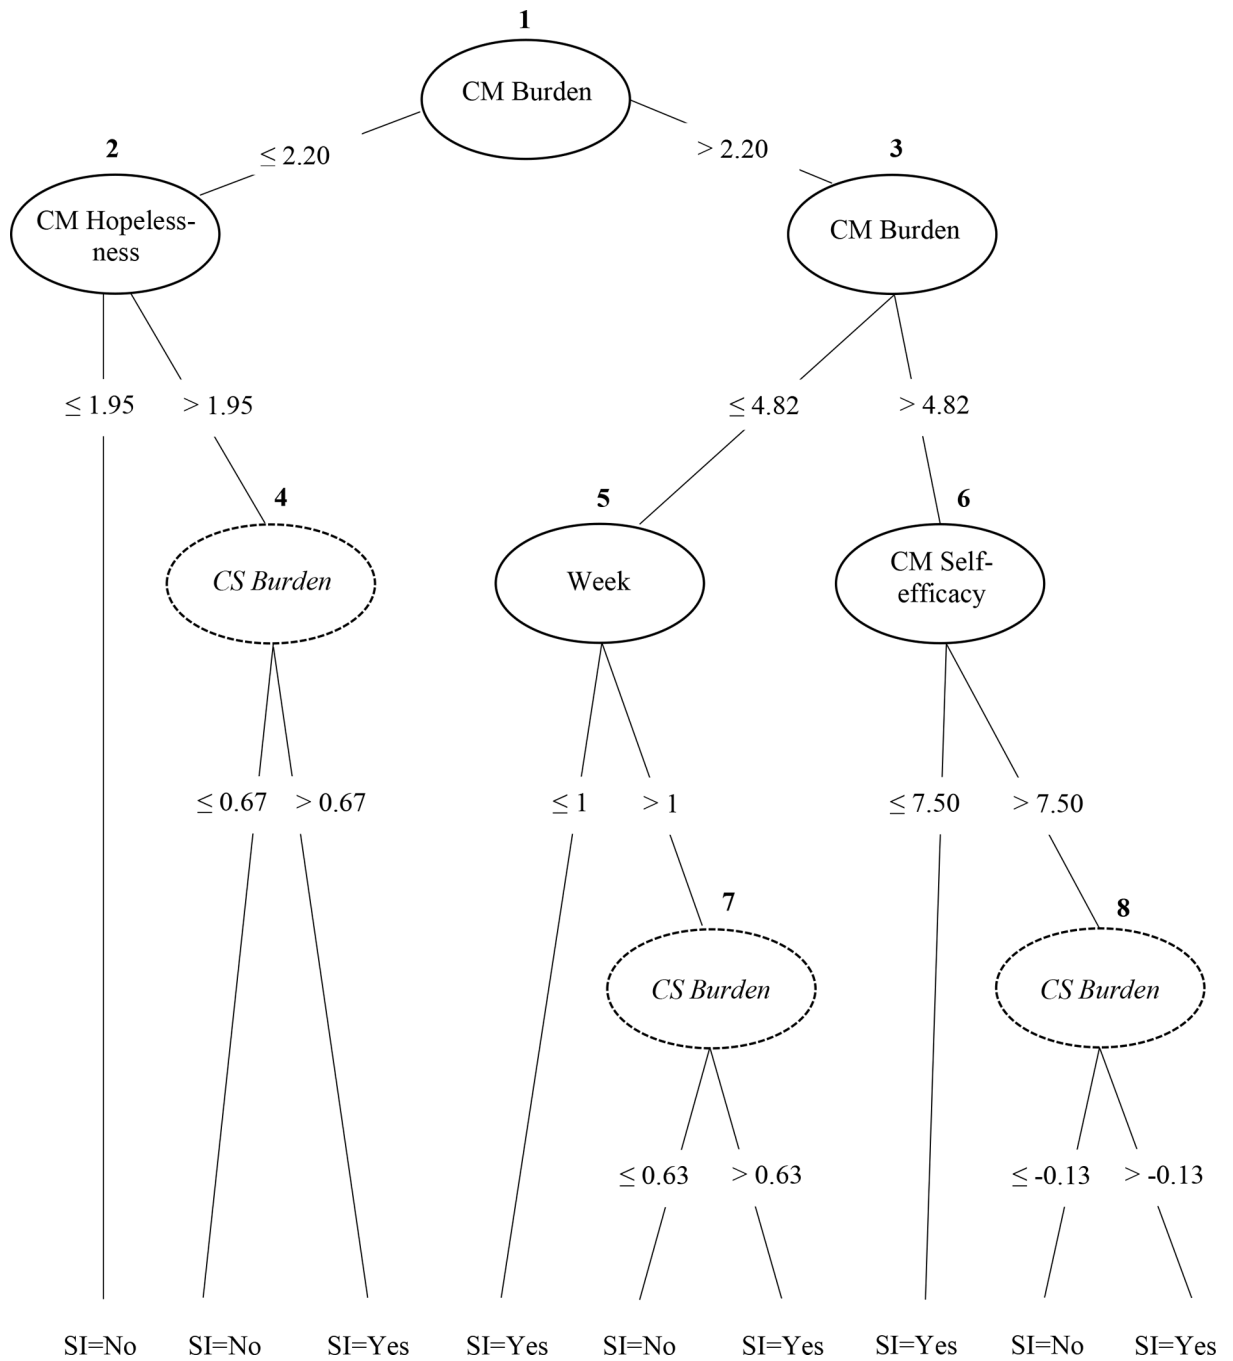 1
CM Burden
≤ 2.20
> 2.20
2
CM Hopeless-
ness
3
CM Burden
≤ 1.95
> 1.95
≤ 4.82
> 4.82
4
CS Burden
5
Week
6
CM Self-
efficacy
≤ 0.67
> 0.67
≤ 1
> 1
≤ 7.50
> 7.50
7
CS Burden
8
CS Burden
≤ 0.63
> 0.63
≤ -0.13
> -0.13
SI=No
SI=No
SI=Yes
SI=Yes
SI=No
SI=Yes
SI=Yes
SI=No
SI=Yes